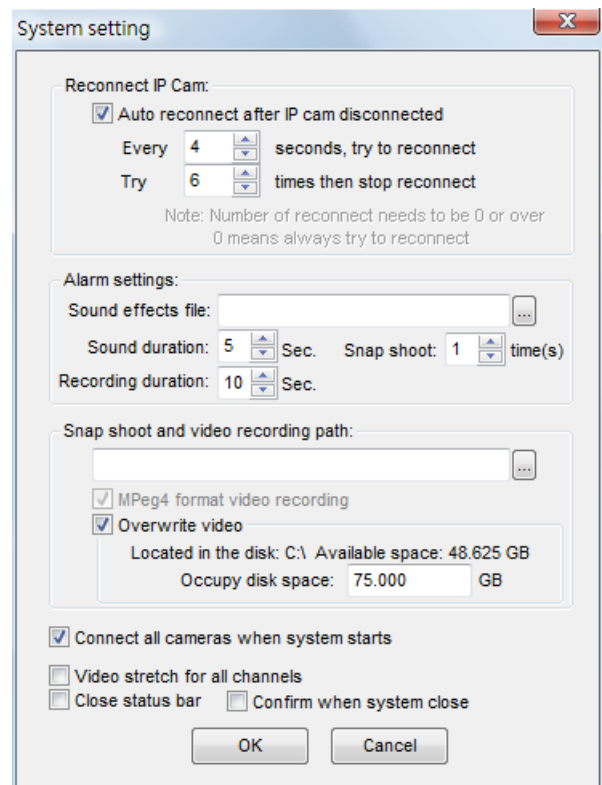 System setting
Reconnect IP Cam:
Auto reconnect after IP cam disconnected
Every 4 seconds, try to reconnect
Try 6 times then stop reconnect
Note: Number of reconnect needs to be 0 or over
0 means always try to reconnect
Alarm settings:
Sound effects file: ...
Sound duration: 5 Sec. Snap shoot: 1 time(s)
Recording duration: 10 Sec.
Snap shoot and video recording path:
...
MPeg4 format video recording
Overwrite video
Located in the disk: C:\ Available space: 48.625 GB
Occupy disk space: 75.000 GB
Connect all cameras when system starts
Video stretch for all channels
Close status bar Confirm when system close
OK Cancel